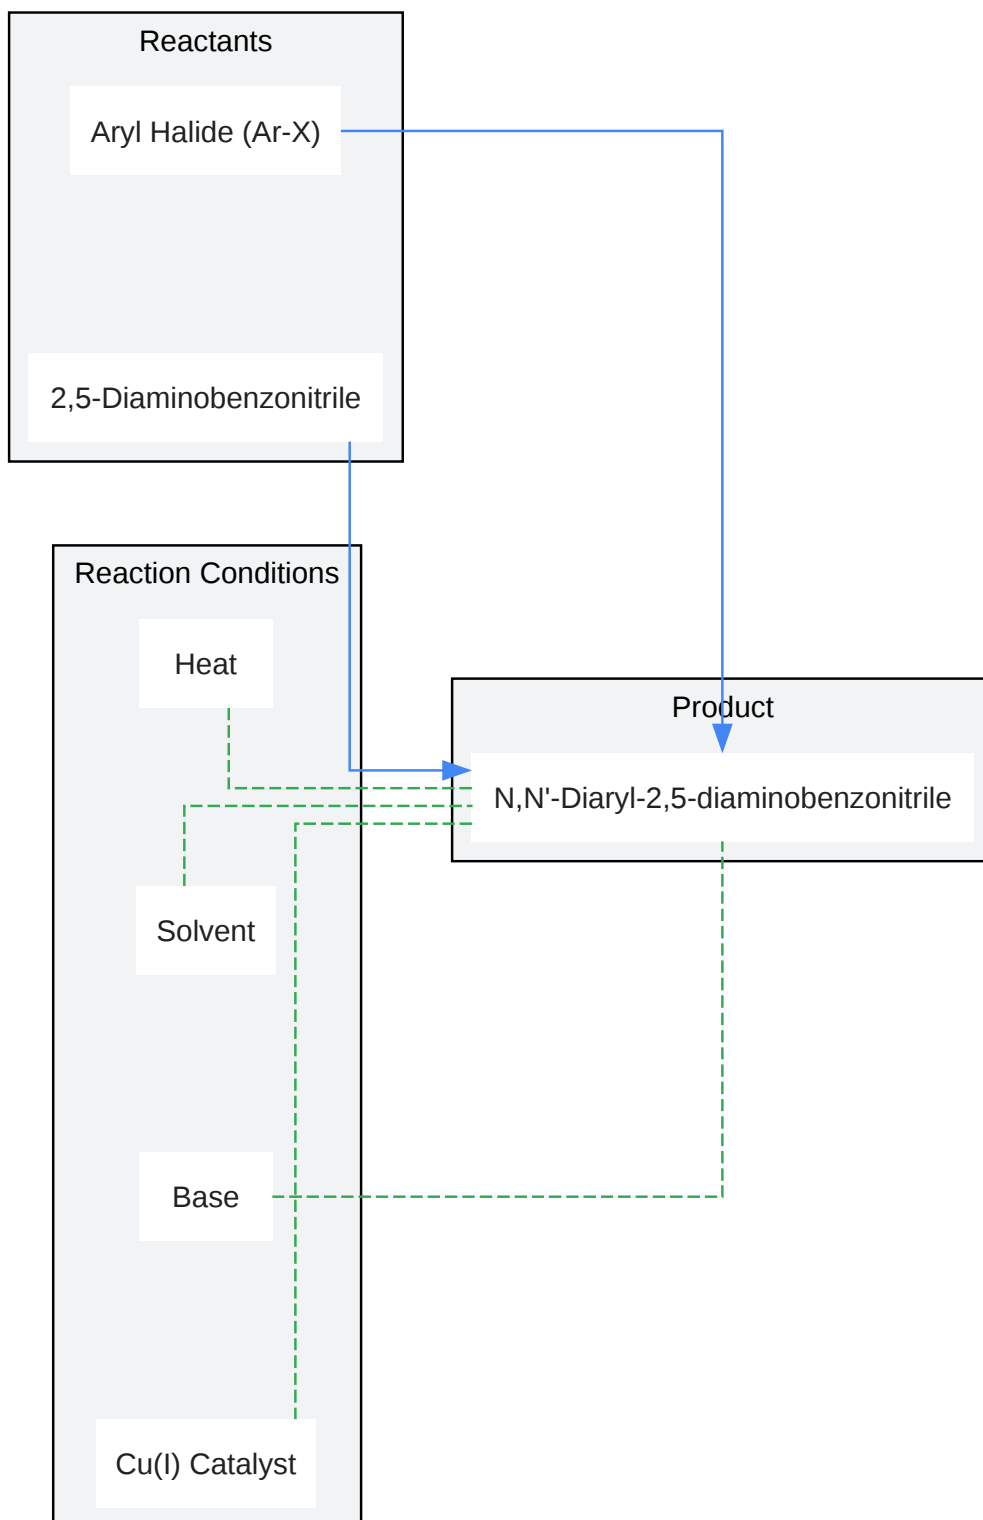 Reactants
Aryl Halide (Ar-X)
2,5-Diaminobenzonitrile
Reaction Conditions
Heat
Product
N,N'-Diaryl-2,5-diaminobenzonitrile
Solvent
Base
Cu(I) Catalyst